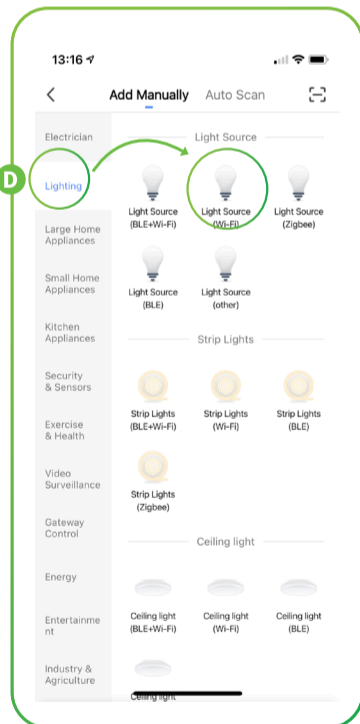 13:16
Add Manually Auto Scan
Electrician
Lighting
Large Home
Appliances
Small Home
Appliances
Kitchen
Appliances
Security
& Sensors
Exercise
& Health
Video
Surveillance
Gateway
Control
Energy
Entertainme
nt
Industry &
Agriculture
D
Light Source
Light Source
(BLE+Wi-Fi)
Light Source
(Wi-Fi)
Light Source
(Zigbee)
Light Source
(BLE)
Light Source
(other)
Strip Lights
Strip Lights
(BLE+Wi-Fi)
Strip Lights
(Wi-Fi)
Strip Lights
(BLE)
Strip Lights
(Zigbee)
Ceiling light
Ceiling light
(BLE+Wi-Fi)
Ceiling light
(Wi-Fi)
Ceiling light
(BLE)
Ceiling light